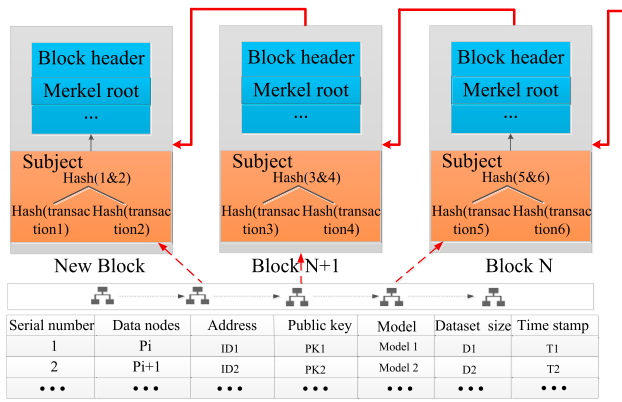 Block header
Merkel root
...
Subject
Hash(1&2)
Hash(transac
tion1)
Hash(transac
tion2)
New Block
Block header
Merkel root
...
Subject
Hash(3&4)
Hash(transac
tion3)
Hash(transac
tion4)
Block N+1
Block header
Merkel root
...
Subject
Hash(5&6)
Hash(transac
tion5)
Hash(transac
tion6)
Block N
Serial number Data nodes Address Public key Model Dataset size Time stamp
1 Pi ID1 PK1 Model 1 D1 T1
2 Pi+1 ID2 PK2 Model 2 D2 T2
••• ••• ••• ••• ••• ••• •••